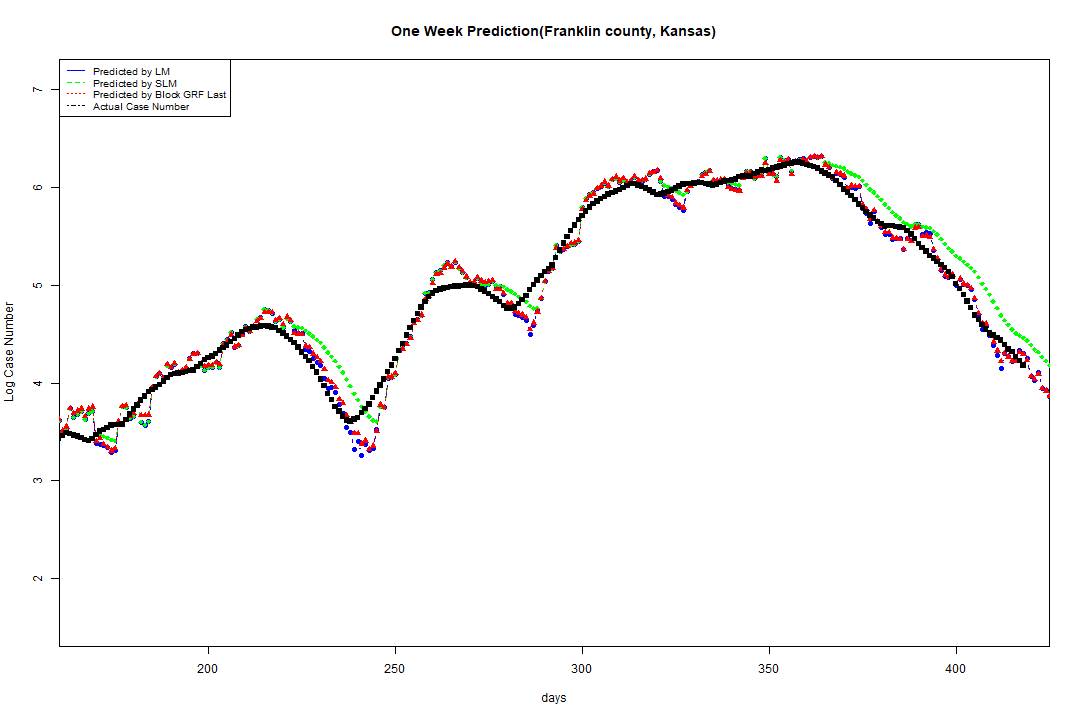 One Week Prediction(Franklin county, Kansas)
Predicted by LM
Predicted by SLM
Predicted by Block GRF Last
Actual Case Number
7
6
5
4
3
2
Log Case Number
200 250 300 350 400
days